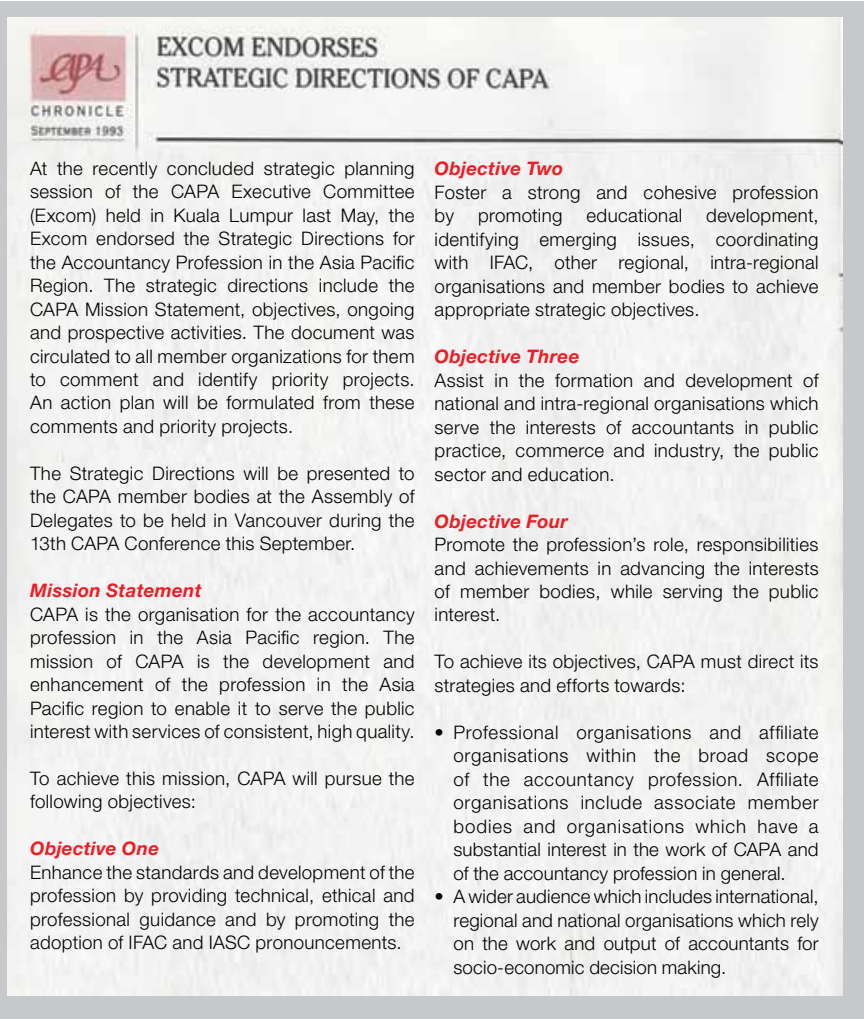 CAPA
CHRONICLE
SEPTEMBER 1993
EXCOM ENDORSES
STRATEGIC DIRECTIONS OF CAPA
At the recently concluded strategic planning
session of the CAPA Executive Committee
(Excom) held in Kuala Lumpur last May, the
Excom endorsed the Strategic Directions for
the Accountancy Profession in the Asia Pacific
Region. The strategic directions include the
CAPA Mission Statement, objectives, ongoing
and prospective activities. The document was
circulated to all member organizations for them
to comment and identify priority projects.
An action plan will be formulated from these
comments and priority projects.
The Strategic Directions will be presented to
the CAPA member bodies at the Assembly of
Delegates to be held in Vancouver during the
13th CAPA Conference this September.
Mission Statement
CAPA is the organisation for the accountancy
profession in the Asia Pacific region. The
mission of CAPA is the development and
enhancement of the profession in the Asia
Pacific region to enable it to serve the public
interest with services of consistent, high quality.
To achieve this mission, CAPA will pursue the
following objectives:
Objective One
Enhance the standards and development of the
profession by providing technical, ethical and
professional guidance and by promoting the
adoption of IFAC and IASC pronouncements.
Objective Two
Foster a strong and cohesive profession
by promoting educational development,
identifying emerging issues, coordinating
with IFAC, other regional, intra-regional
organisations and member bodies to achieve
appropriate strategic objectives.
Objective Three
Assist in the formation and development of
national and intra-regional organisations which
serve the interests of accountants in public
practice, commerce and industry, the public
sector and education.
Objective Four
Promote the profession's role, responsibilities
and achievements in advancing the interests
of member bodies, while serving the public
interest.
To achieve its objectives, CAPA must direct its
strategies and efforts towards:
• Professional organisations and affiliate
organisations within the broad scope
of the accountancy profession. Affiliate
organisations include associate member
bodies and organisations which have a
substantial interest in the work of CAPA and
of the accountancy profession in general.
• A wider audience which includes international,
regional and national organisations which rely
on the work and output of accountants for
socio-economic decision making.